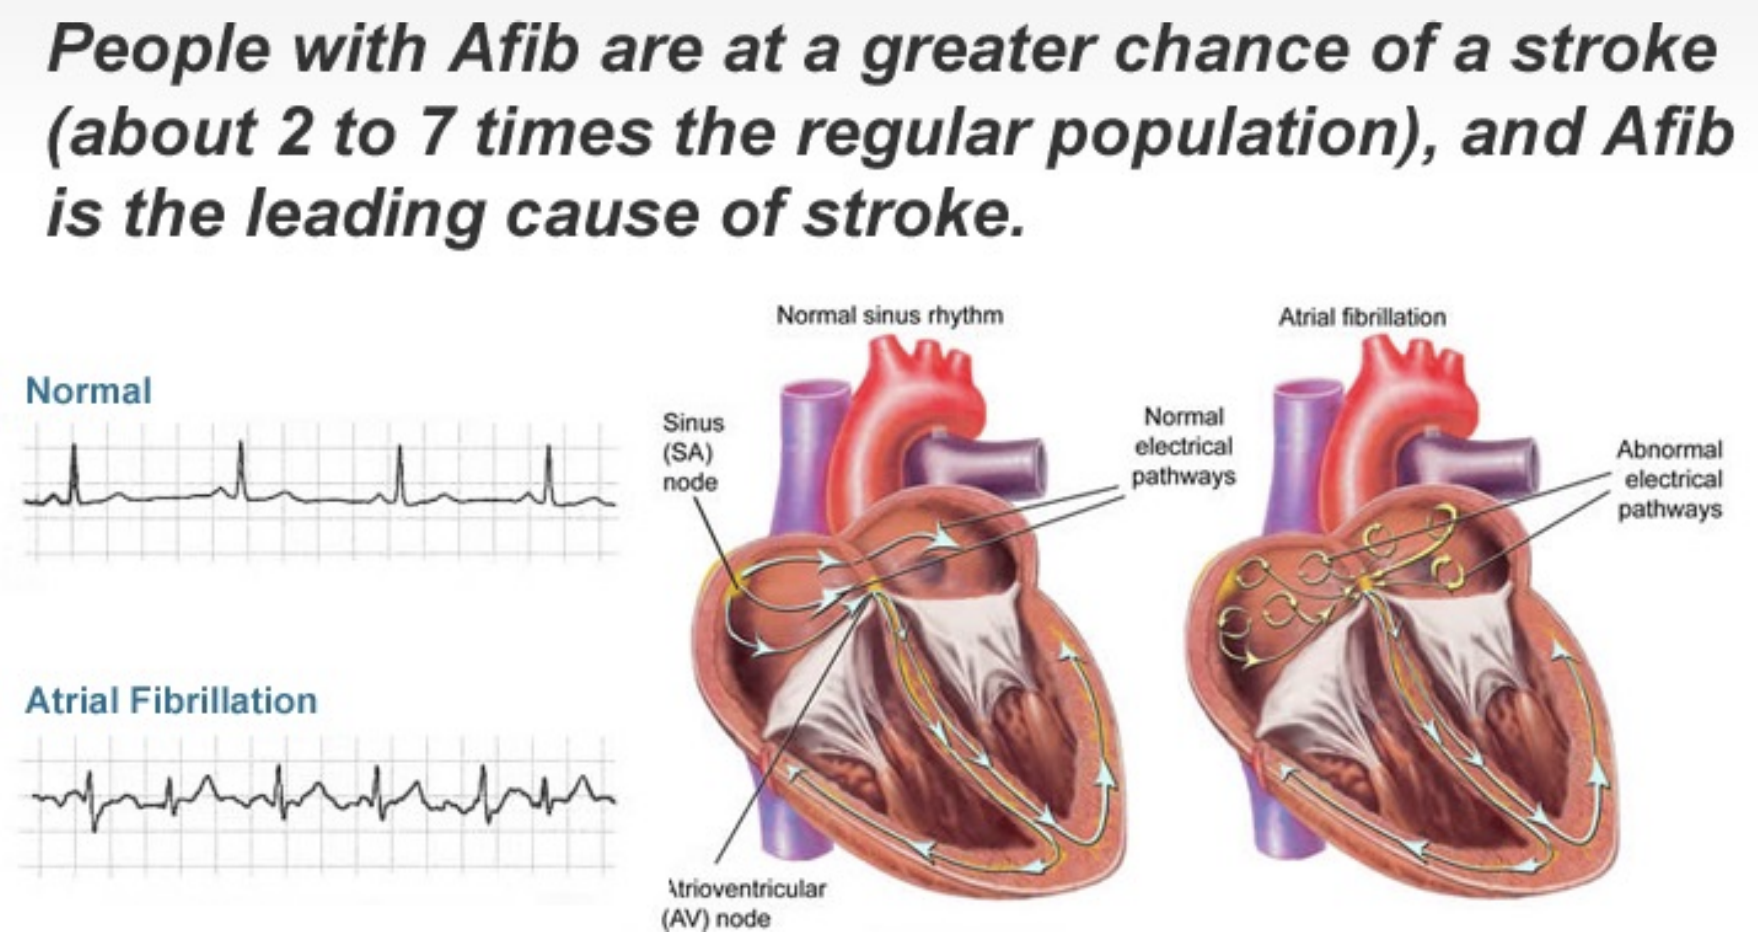 People with Afib are at a greater chance of a stroke
(about 2 to 7 times the regular population), and Afib
is the leading cause of stroke.
Normal
Atrial Fibrillation
Normal sinus rhythm
Sinus
(SA)
node
Normal
electrical
pathways
Atrioventricular
(AV) node
Atrial fibrillation
Abnormal
electrical
pathways